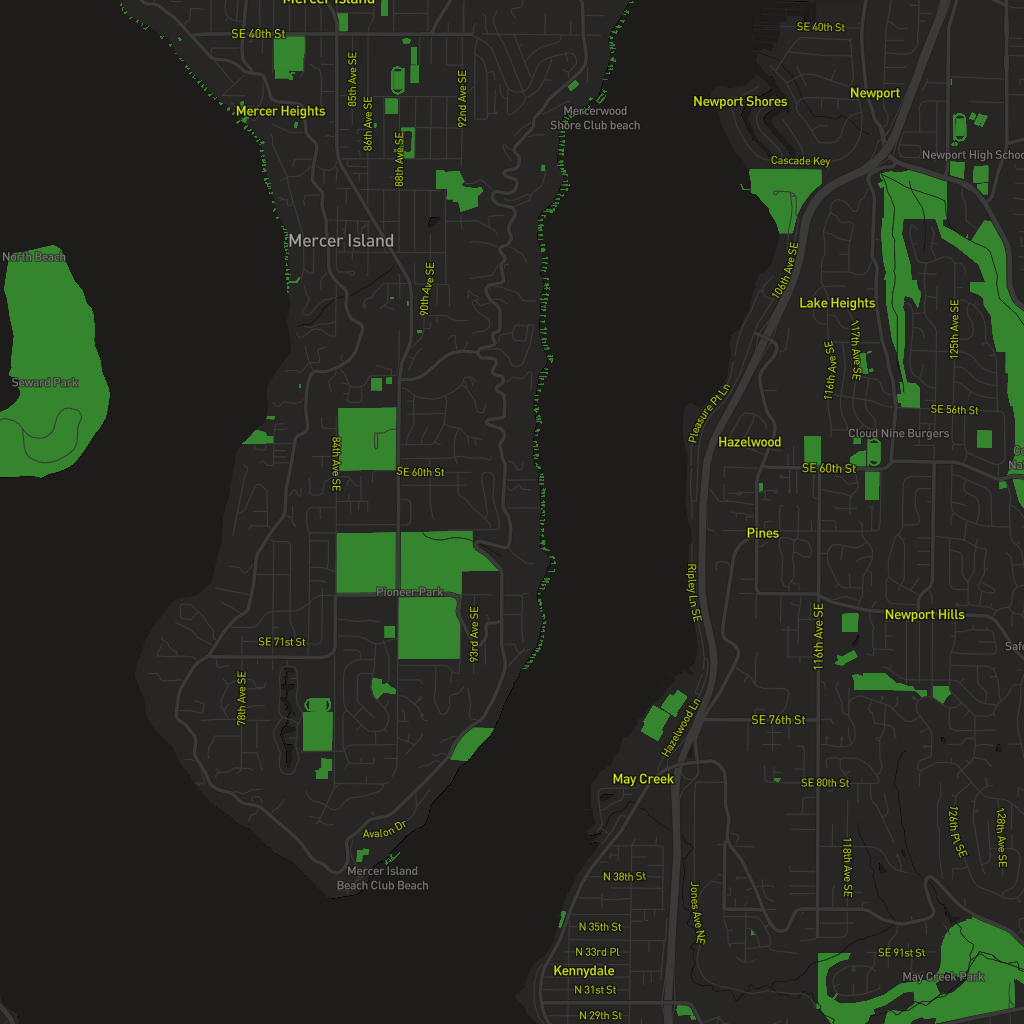 Mercer Island
SE 40th St
SE 40th St
85th Ave SE
92nd Ave SE
Newport
Newport Shores
Mercer Heights
86th Ave SE
Mercerwood
Shore Club beach
88th Ave SE
Cascade Key
Newport High Schoo
Mercer Island
North Beach
106th Ave SE
90th Ave SE
Lake Heights
125th Ave SE
117th Ave SE
116th Ave SE
Seward Park
Pleasure Pt Ln
SE 56th St
Cloud Nine Burgers
Hazelwood
84th Ave SE
SE 60th St
SE 60th St
Na
Pines
Pioneer Park
Ripley Ln SE
93rd Ave SE
116th Ave SE
Newport Hills
SE 71st St
Safe
78th Ave SE
Hazelwood Ln
SE 76th St
May Creek
SE 80th St
Avalon Dr
126th Pl SE
128th Ave SE
118th Ave SE
Mercer Island
Beach Club Beach
N 38th St
Jones Ave NE
N 35th St
N 33rd Pl
SE 91st St
Kennydale
May Creek Park
N 31st St
N 29th St